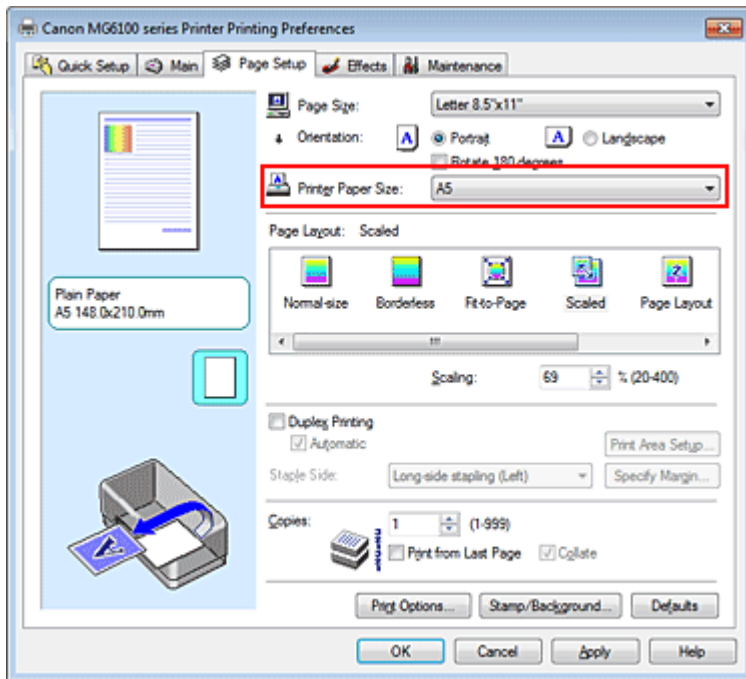 Canon MG6100 series Printer Printing Preferences
Quick Setup Main Page Setup Effects Maintenance
Page Size: Letter 8.5"x11"
Orientation: A Portrait A Landscape
Rotate 180 degrees
Printer Paper Size: A5
Page Layout: Scaled
Normal-size Borderless Fit-to-Page Scaled Page Layout
Plain Paper
A5 148.0x210.0mm
Scaling: 69 % (20-400)
Duplex Printing
Automatic Print Area Setup...
Staple Side: Long-side stapling (Left) Specify Margin...
Copies: 1 (1-999)
Print from Last Page Collate
Print Options... Stamp/Background... Defaults
OK Cancel Apply Help